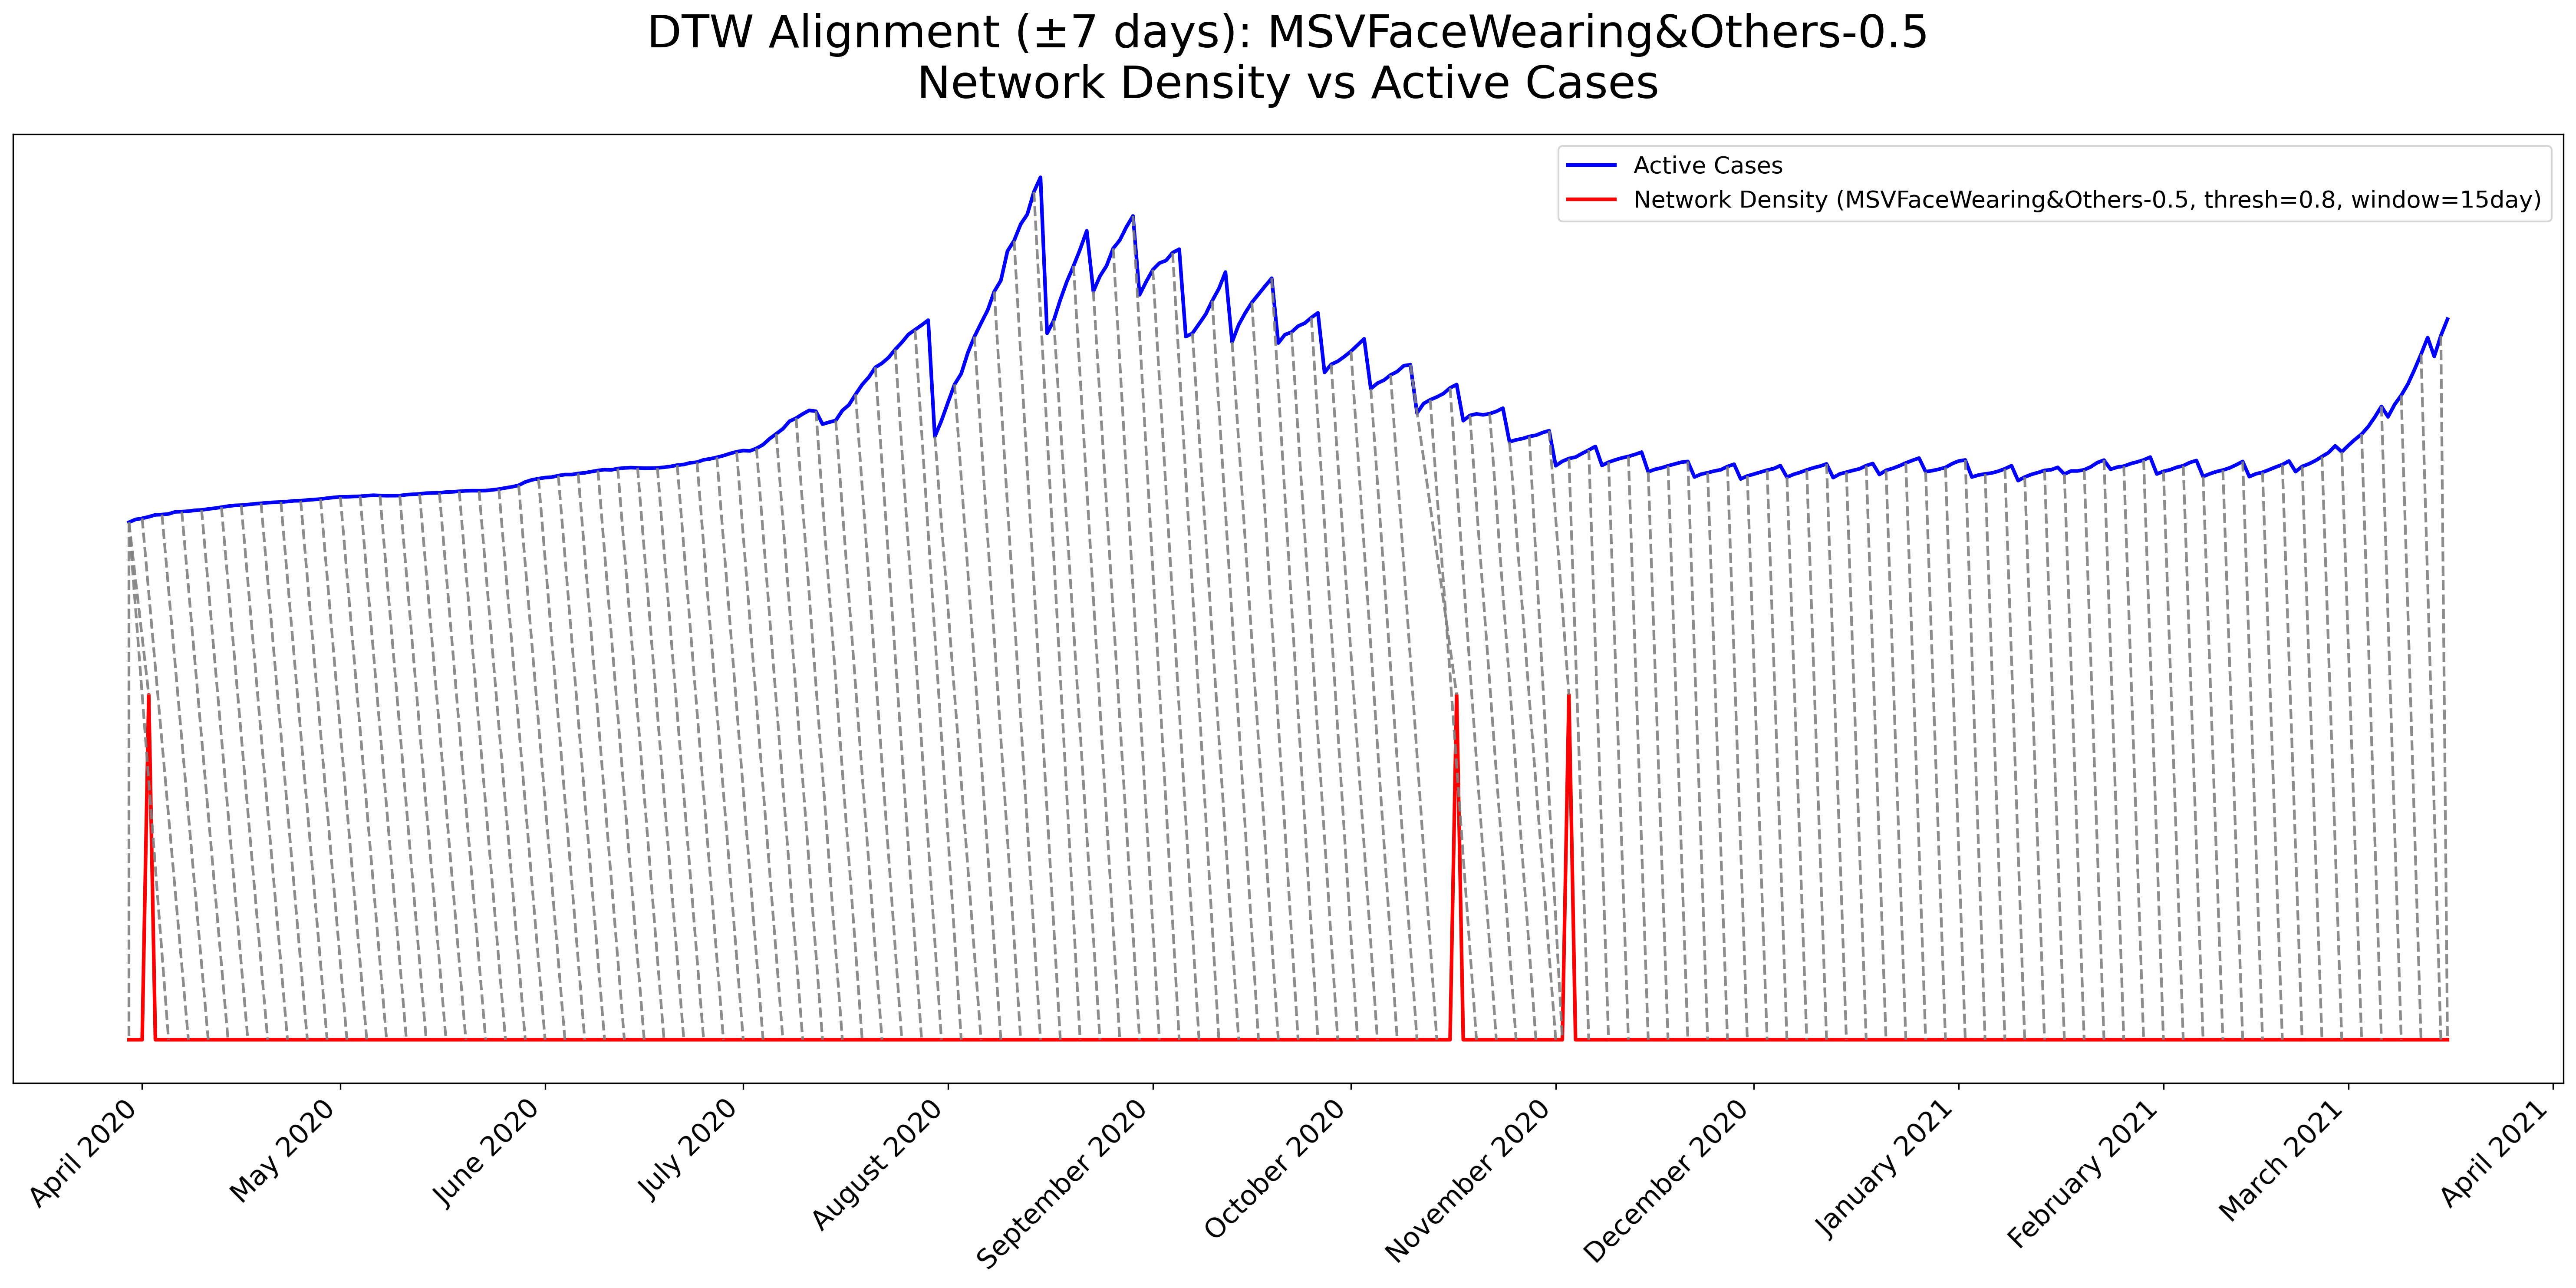 DTW Alignment (±7 days): MSVFaceWearing&Others-0.5
Network Density vs Active Cases
Active Cases
Network Density (MSVFaceWearing&Others-0.5, thresh=0.8, window=15day)
April 2020
May 2020
June 2020
July 2020
August 2020
September 2020
October 2020
November 2020
December 2020
January 2021
February 2021
March 2021
April 2021